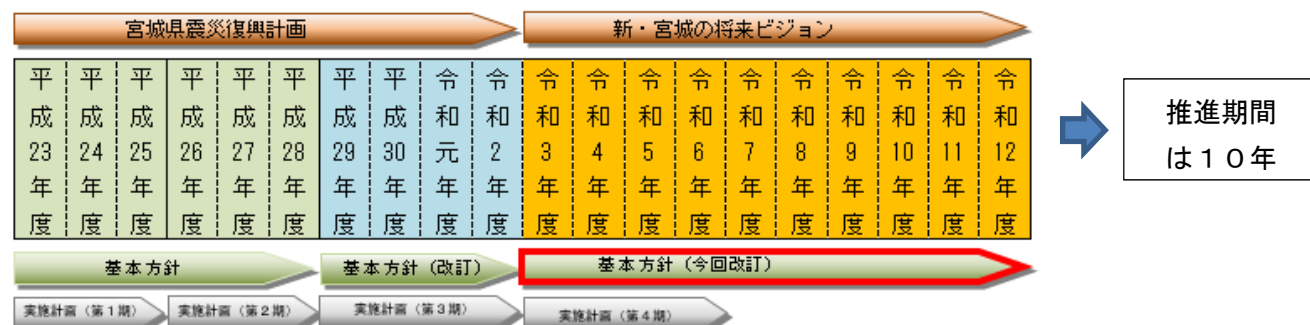 宮城県震災復興計画
新・宮城の将来ビジョン
平成23年度
平成24年度
平成25年度
平成26年度
平成27年度
平成28年度
平成29年度
平成30年度
令和元年度
令和2年度
令和3年度
令和4年度
令和5年度
令和6年度
令和7年度
令和8年度
令和9年度
令和10年度
令和11年度
令和12年度
推進期間
は１０年
基本方針
基本方針（改訂）
基本方針（今回改訂）
実施計画（第１期）
実施計画（第２期）
実施計画（第３期）
実施計画（第４期）